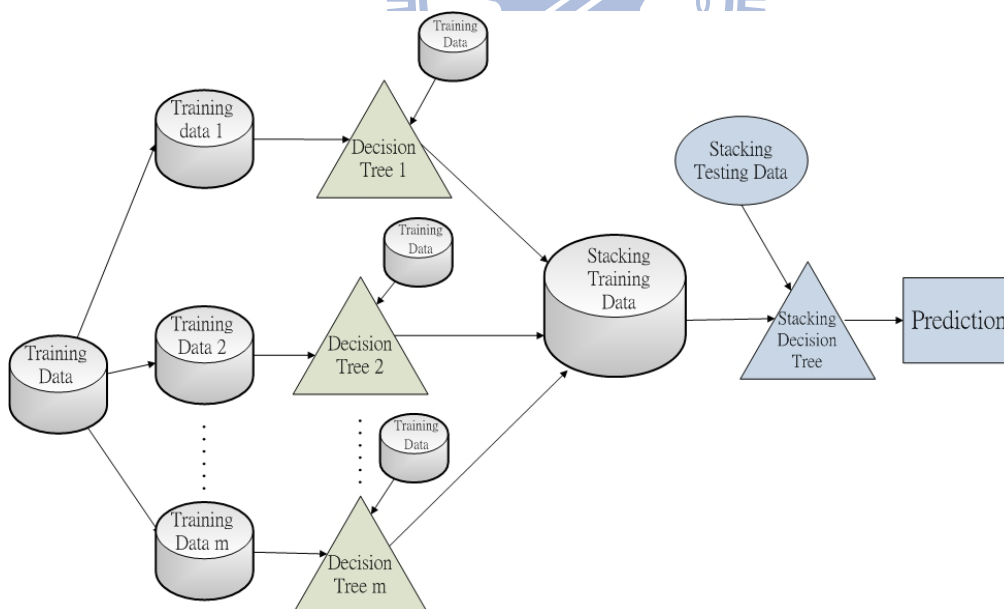 Training
Data
Training
data 1
Decision
Tree 1
Stacking
Testing Data
Training
Data
Stacking
Training
Data
Training
Data
Training
Data 2
Decision
Tree 2
Stacking
Decision
Tree
Prediction
Training
Data
Training
Data m
Decision
Tree m